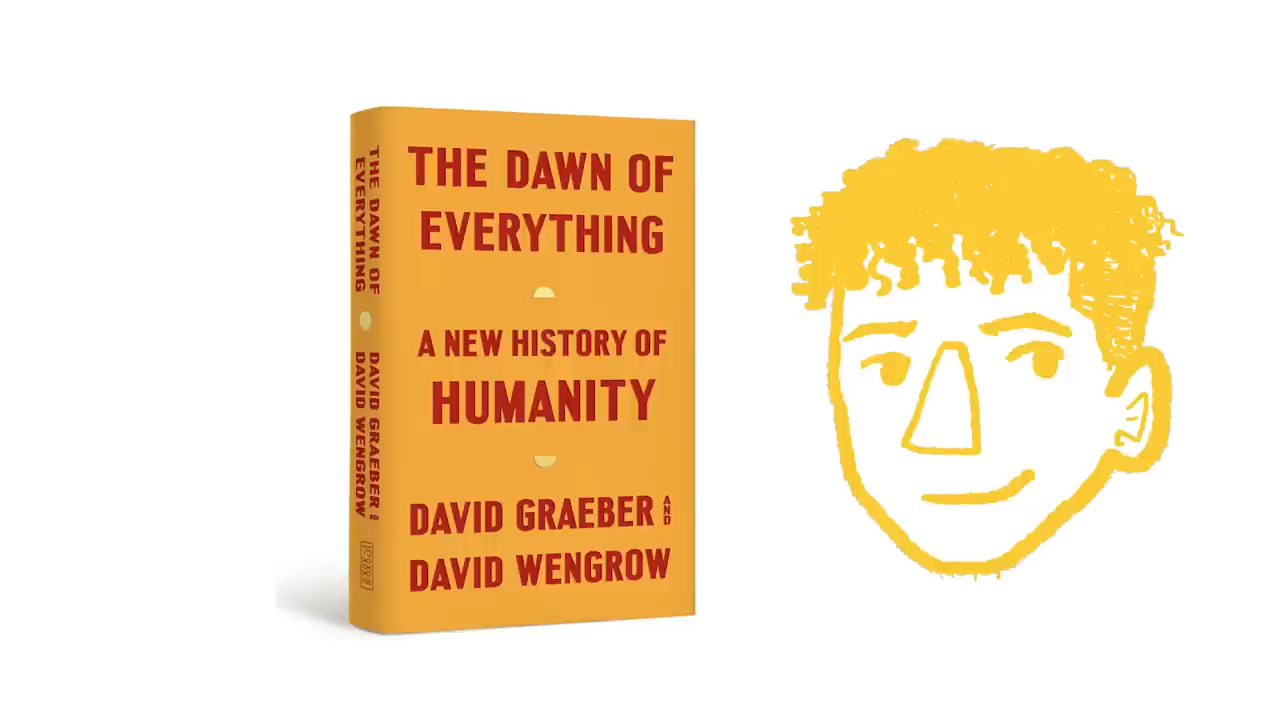 THE DAWN OF
EVERYTHING
DAVID GRAEBER
DAVID WENGROW
THE DAWN OF
EVERYTHING
A NEW HISTORY OF
HUMANITY
DAVID GRAEBER AND
DAVID WENGROW